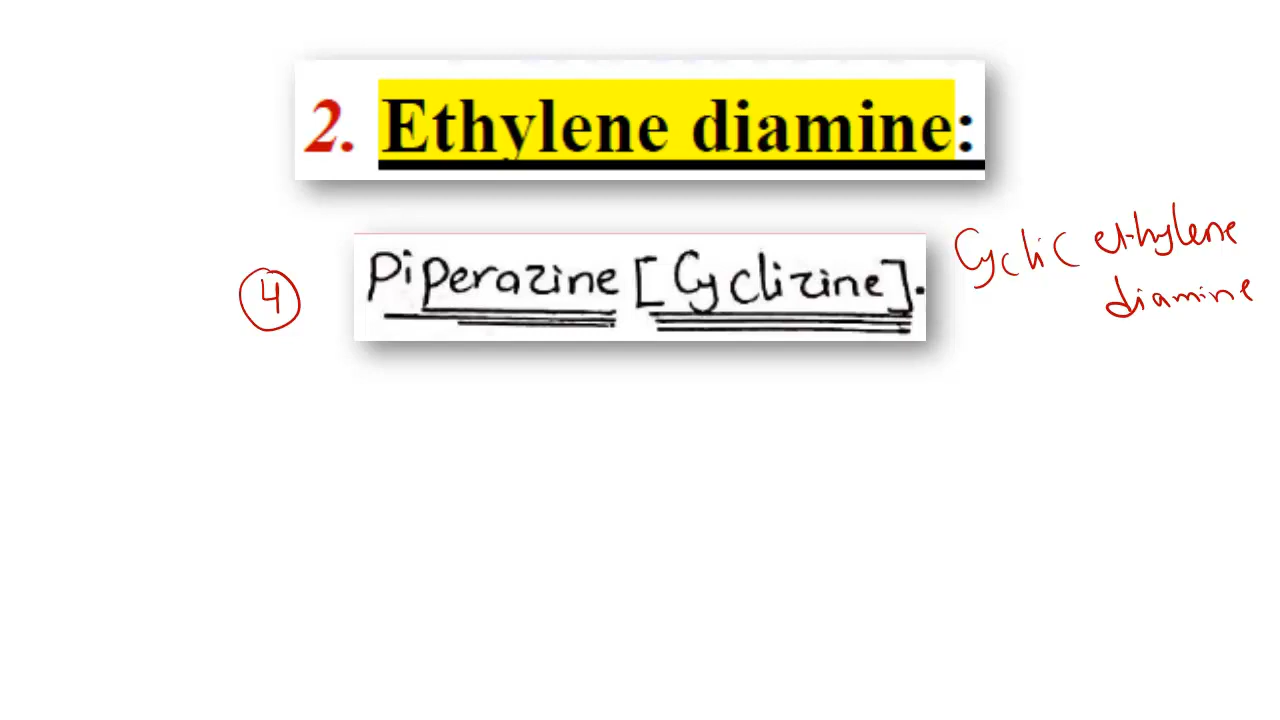 2. Ethylene diamine:
4 Piperazine [Cyclizine].
Cyclic ethylene
diamine